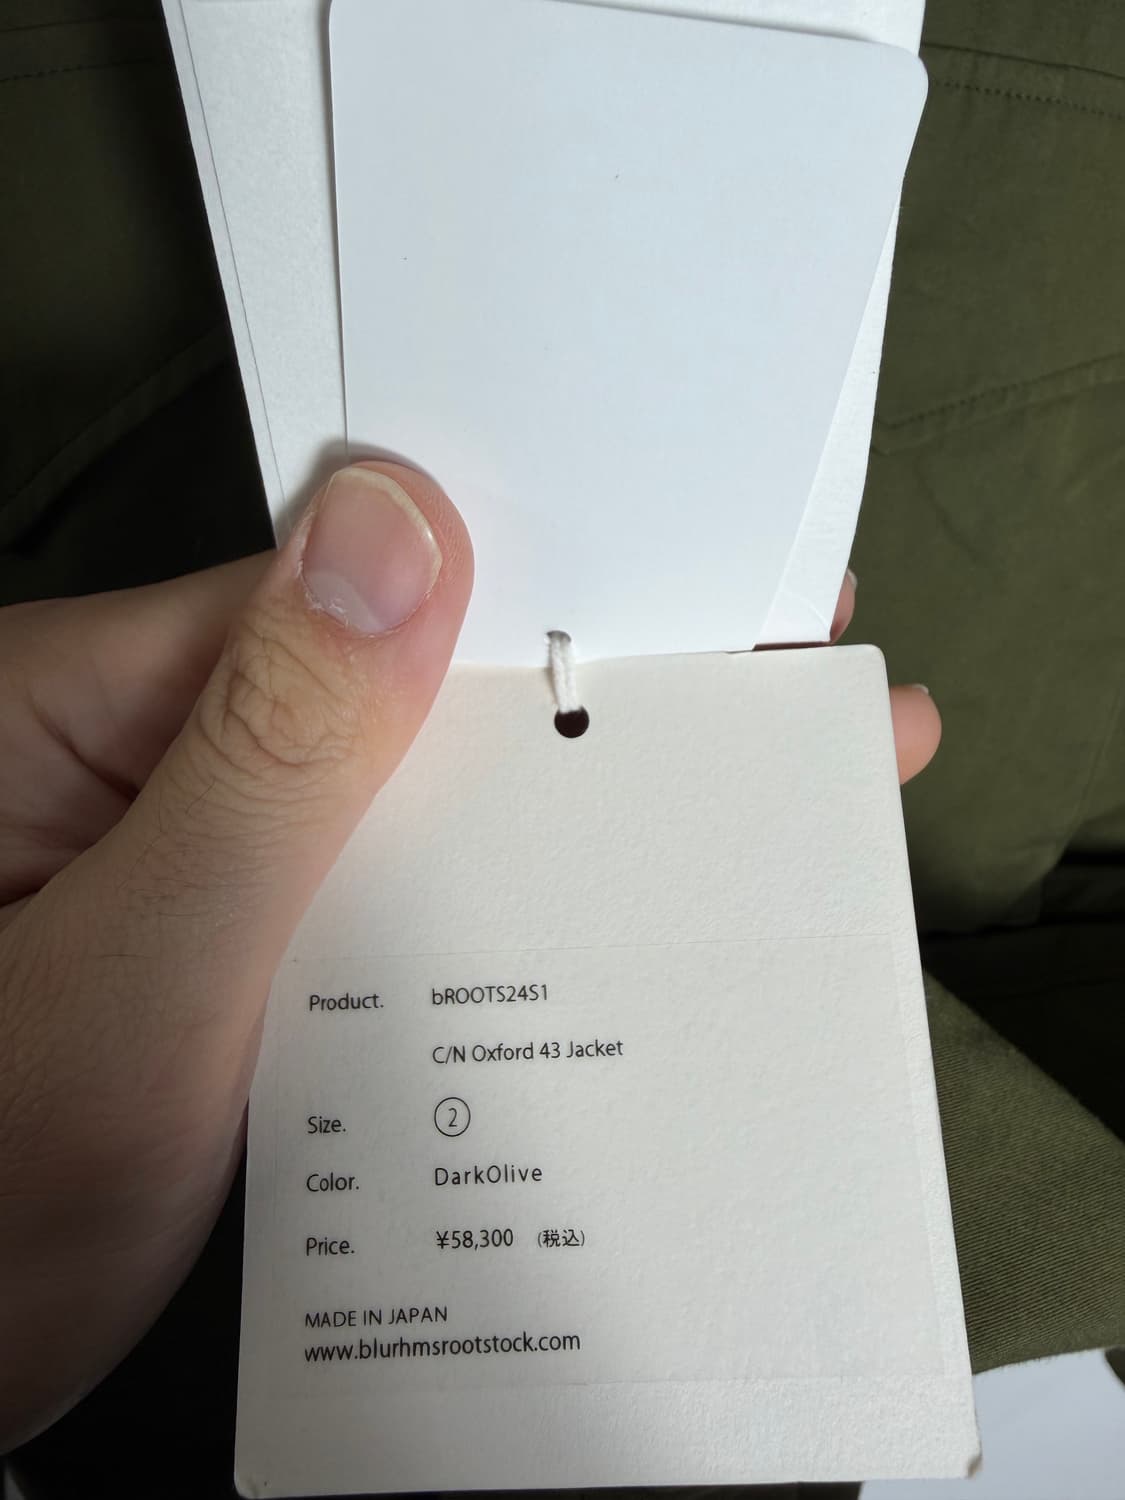 Product. bROOTS24S1
C/N Oxford 43 Jacket
Size. ②
Color. DarkOlive
Price. ¥58,300 (税込)
MADE IN JAPAN
www.blurhmsrootstock.com